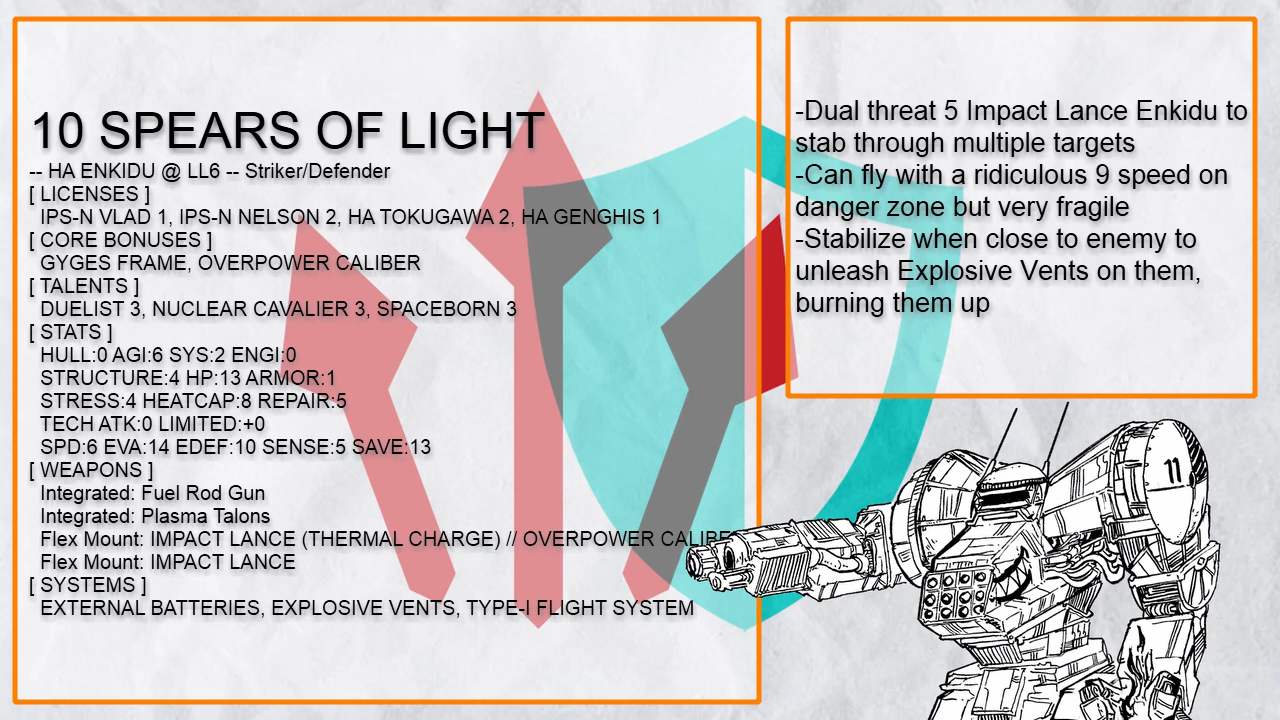 10 SPEARS OF LIGHT
-- HA ENKIDU @ LL6 -- Striker/Defender
[ LICENSES ]
IPS-N VLAD 1, IPS-N NELSON 2, HA TOKUGAWA 2, HA GENGHIS 1
[ CORE BONUSES ]
GYGES FRAME, OVERPOWER CALIBER
[ TALENTS ]
DUELIST 3, NUCLEAR CAVALIER 3, SPACEBORN 3
[ STATS ]
HULL:0 AGI:6 SYS:2 ENGI:0
STRUCTURE:4 HP:13 ARMOR:1
STRESS:4 HEATCAP:8 REPAIR:5
TECH ATK:0 LIMITED:+0
SPD:6 EVA:14 EDEF:10 SENSE:5 SAVE:13
[ WEAPONS ]
Integrated: Fuel Rod Gun
Integrated: Plasma Talons
Flex Mount: IMPACT LANCE (THERMAL CHARGE) // OVERPOWER CALIBE
Flex Mount: IMPACT LANCE
[ SYSTEMS ]
EXTERNAL BATTERIES, EXPLOSIVE VENTS, TYPE-I FLIGHT SYSTEM
-Dual threat 5 Impact Lance Enkidu to
stab through multiple targets
-Can fly with a ridiculous 9 speed on
danger zone but very fragile
-Stabilize when close to enemy to
unleash Explosive Vents on them,
burning them up
11